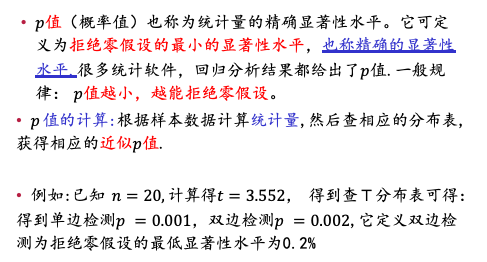 • p值（概率值）也称为统计量的精确显著性水平。它可定
义为拒绝零假设的最小的显著性水平，也称精确的显著性
水平.很多统计软件，回归分析结果都给出了p值.一般规
律： p值越小，越能拒绝零假设。
• p 值的计算:根据样本数据计算统计量,然后查相应的分布表,
获得相应的近似p值.
• 例如:已知 n = 20,计算得t = 3.552， 得到查T分布表可得:
得到单边检测p = 0.001，双边检测p = 0.002,它定义双边检
测为拒绝零假设的最低显著性水平为0.2%